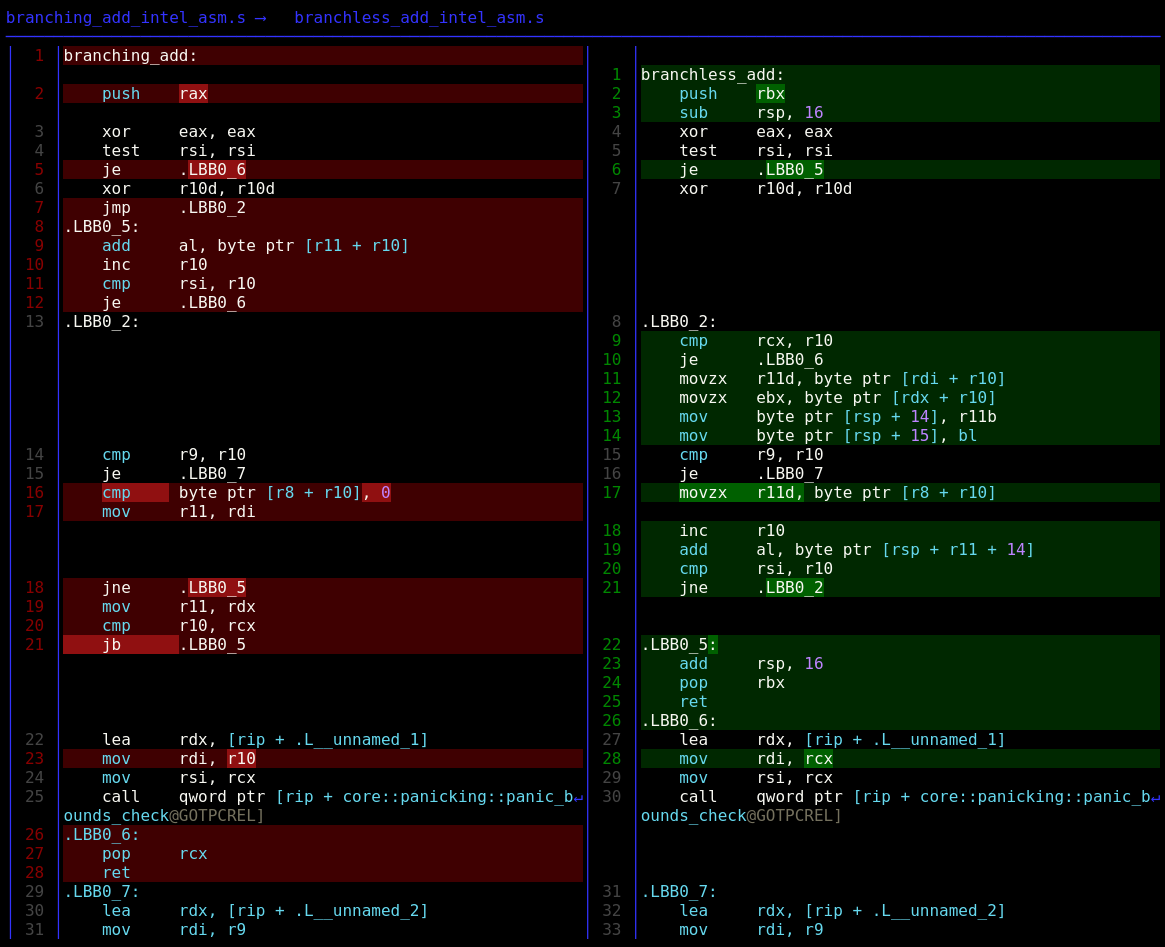 branching_add_intel_asm.s ⟶ branchless_add_intel_asm.s
1 branching_add:
1 branchless_add:
2 push rax 2 push rbx
3 sub rsp, 16
3 xor eax, eax 4 xor eax, eax
4 test rsi, rsi 5 test rsi, rsi
5 je .LBB0_6 6 je .LBB0_5
6 xor r10d, r10d 7 xor r10d, r10d
7 jmp .LBB0_2
8 .LBB0_5:
9 add al, byte ptr [r11 + r10]
10 inc r10
11 cmp rsi, r10
12 je .LBB0_6
13 .LBB0_2: 8 .LBB0_2:
9 cmp rcx, r10
10 je .LBB0_6
11 movzx r11d, byte ptr [rdi + r10]
12 movzx ebx, byte ptr [rdx + r10]
13 mov byte ptr [rsp + 14], r11b
14 mov byte ptr [rsp + 15], bl
14 cmp r9, r10 15 cmp r9, r10
15 je .LBB0_7 16 je .LBB0_7
16 cmp byte ptr [r8 + r10], 0 17 movzx r11d, byte ptr [r8 + r10]
17 mov r11, rdi
18 inc r10
19 add al, byte ptr [rsp + r11 + 14]
20 cmp rsi, r10
18 jne .LBB0_5 21 jne .LBB0_2
19 mov r11, rdx
20 cmp r10, rcx
21 jb .LBB0_5 22 .LBB0_5:
23 add rsp, 16
24 pop rbx
25 ret
26 .LBB0_6:
22 lea rdx, [rip + .L__unnamed_1] 27 lea rdx, [rip + .L__unnamed_1]
23 mov rdi, r10 28 mov rdi, rcx
24 mov rsi, rcx 29 mov rsi, rcx
25 call qword ptr [rip + core::panicking::panic_b↵ 30 call qword ptr [rip + core::panicking::panic_b↵
ounds_check@GOTPCREL] ounds_check@GOTPCREL]
26 .LBB0_6:
27 pop rcx
28 ret
29 .LBB0_7: 31 .LBB0_7:
30 lea rdx, [rip + .L__unnamed_2] 32 lea rdx, [rip + .L__unnamed_2]
31 mov rdi, r9 33 mov rdi, r9